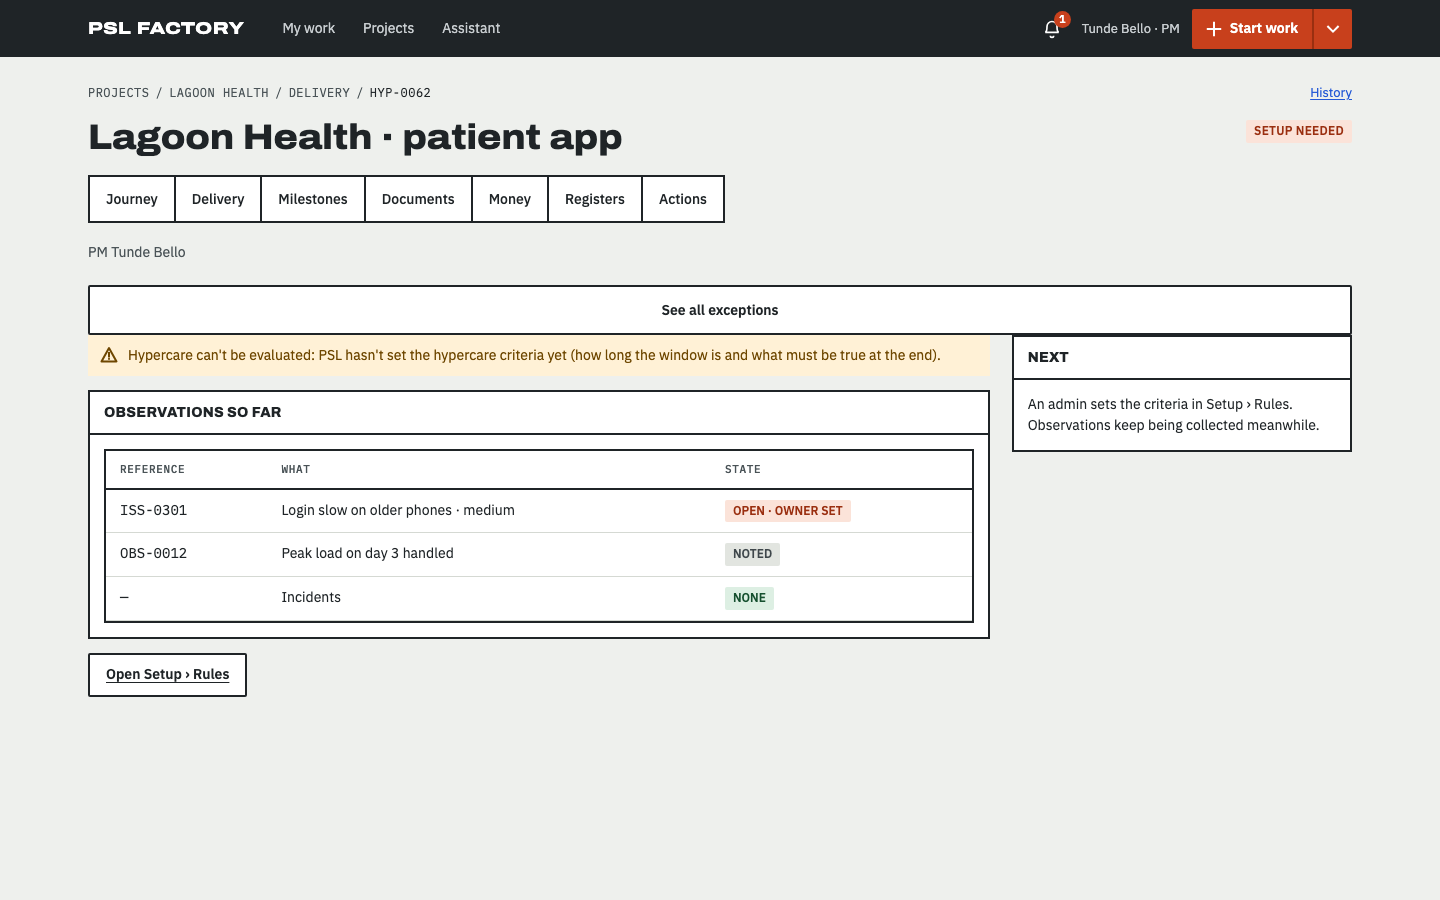 PSL FACTORY
My work
Projects
Assistant
1
Tunde Bello · PM
Start work
PROJECTS / LAGOON HEALTH / DELIVERY / HYP-0062
History
Lagoon Health · patient app
SETUP NEEDED
Journey
Delivery
Milestones
Documents
Money
Registers
Actions
PM Tunde Bello
See all exceptions
Hypercare can't be evaluated: PSL hasn't set the hypercare criteria yet (how long the window is and what must be true at the end).
OBSERVATIONS SO FAR
REFERENCE WHAT STATE
ISS-0301 Login slow on older phones · medium OPEN · OWNER SET
OBS-0012 Peak load on day 3 handled NOTED
— Incidents NONE
Open Setup › Rules
NEXT
An admin sets the criteria in Setup › Rules.
Observations keep being collected meanwhile.